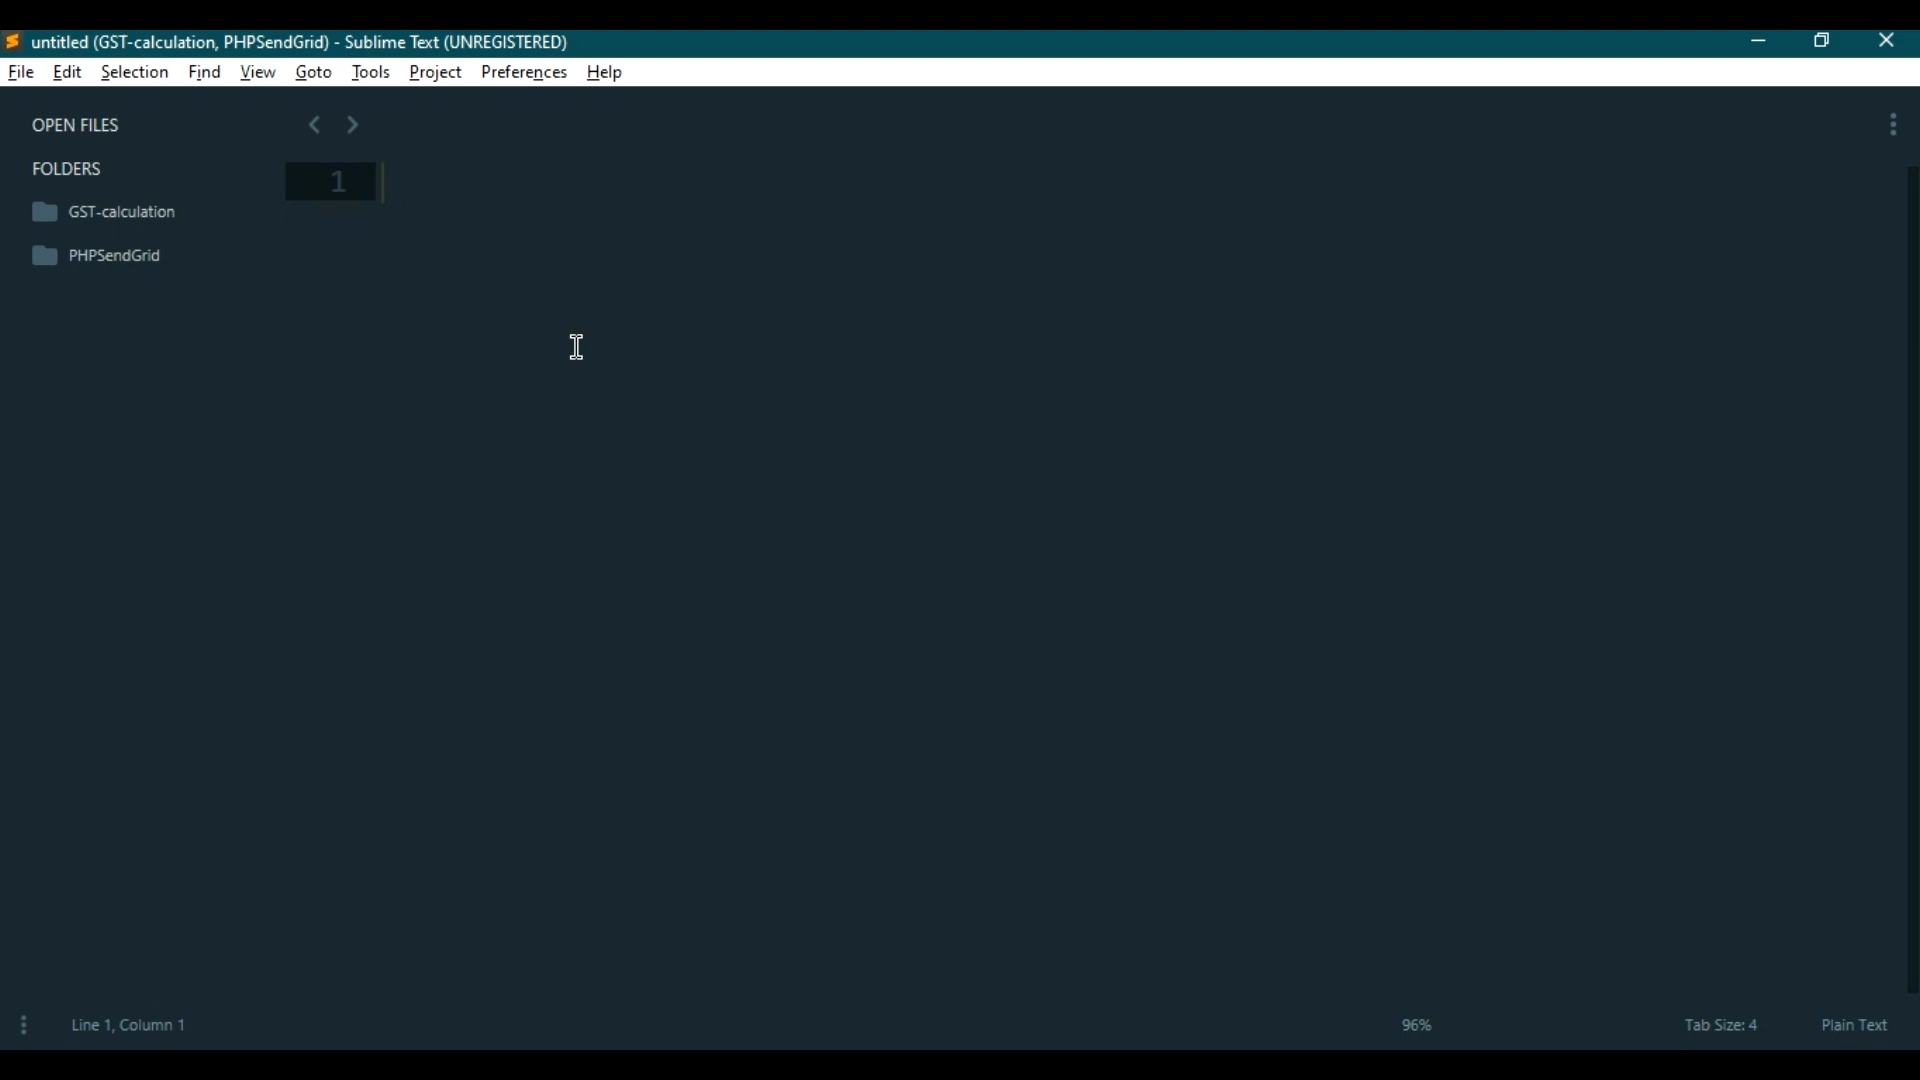 untitled (GST-calculation, PHPSendGrid) - Sublime Text (UNREGISTERED)
File Edit Selection Find View Goto Tools Project Preferences Help
OPEN FILES
FOLDERS
1
GST-calculation
PHPSendGrid
Line 1, Column 1 96% Tab Size: 4 Plain Text